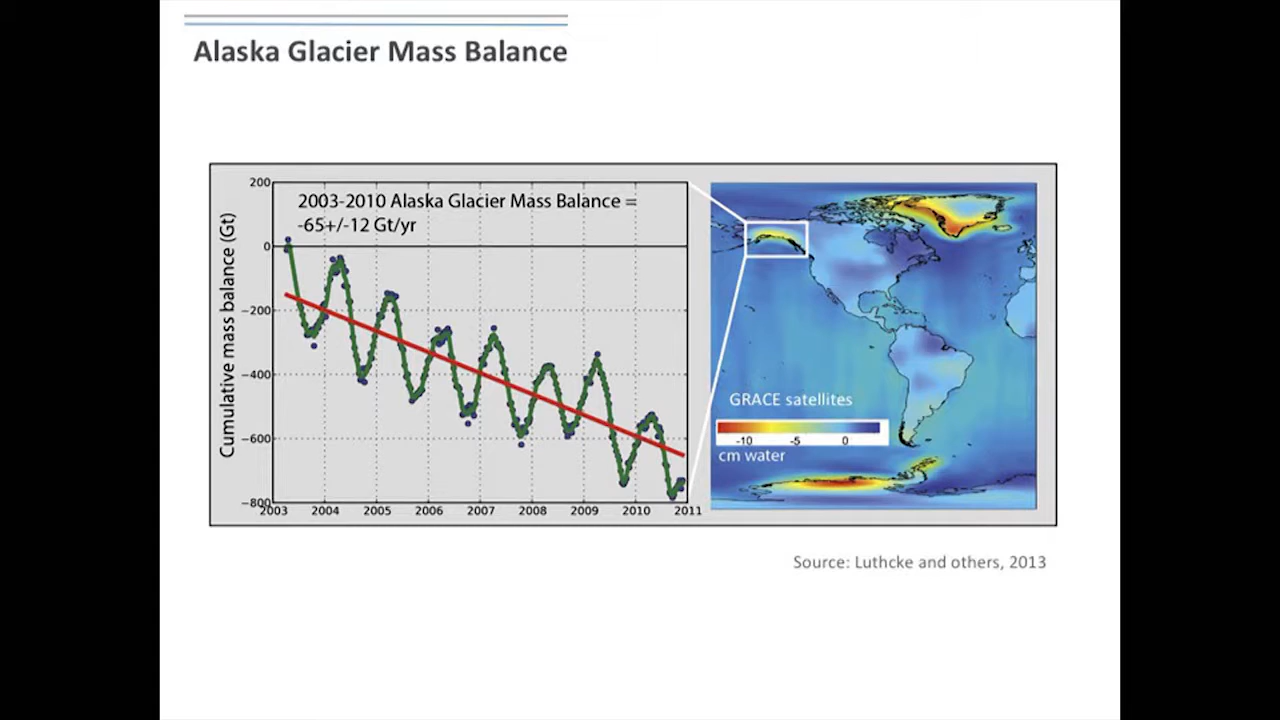 Alaska Glacier Mass Balance
2003-2010 Alaska Glacier Mass Balance =
-65+/-12 Gt/yr
Cumulative mass balance (Gt)
200
0
−200
−400
−600
−800
2003 2004 2005 2006 2007 2008 2009 2010 2011
GRACE satellites
-10 -5 0
cm water
Source: Luthcke and others, 2013